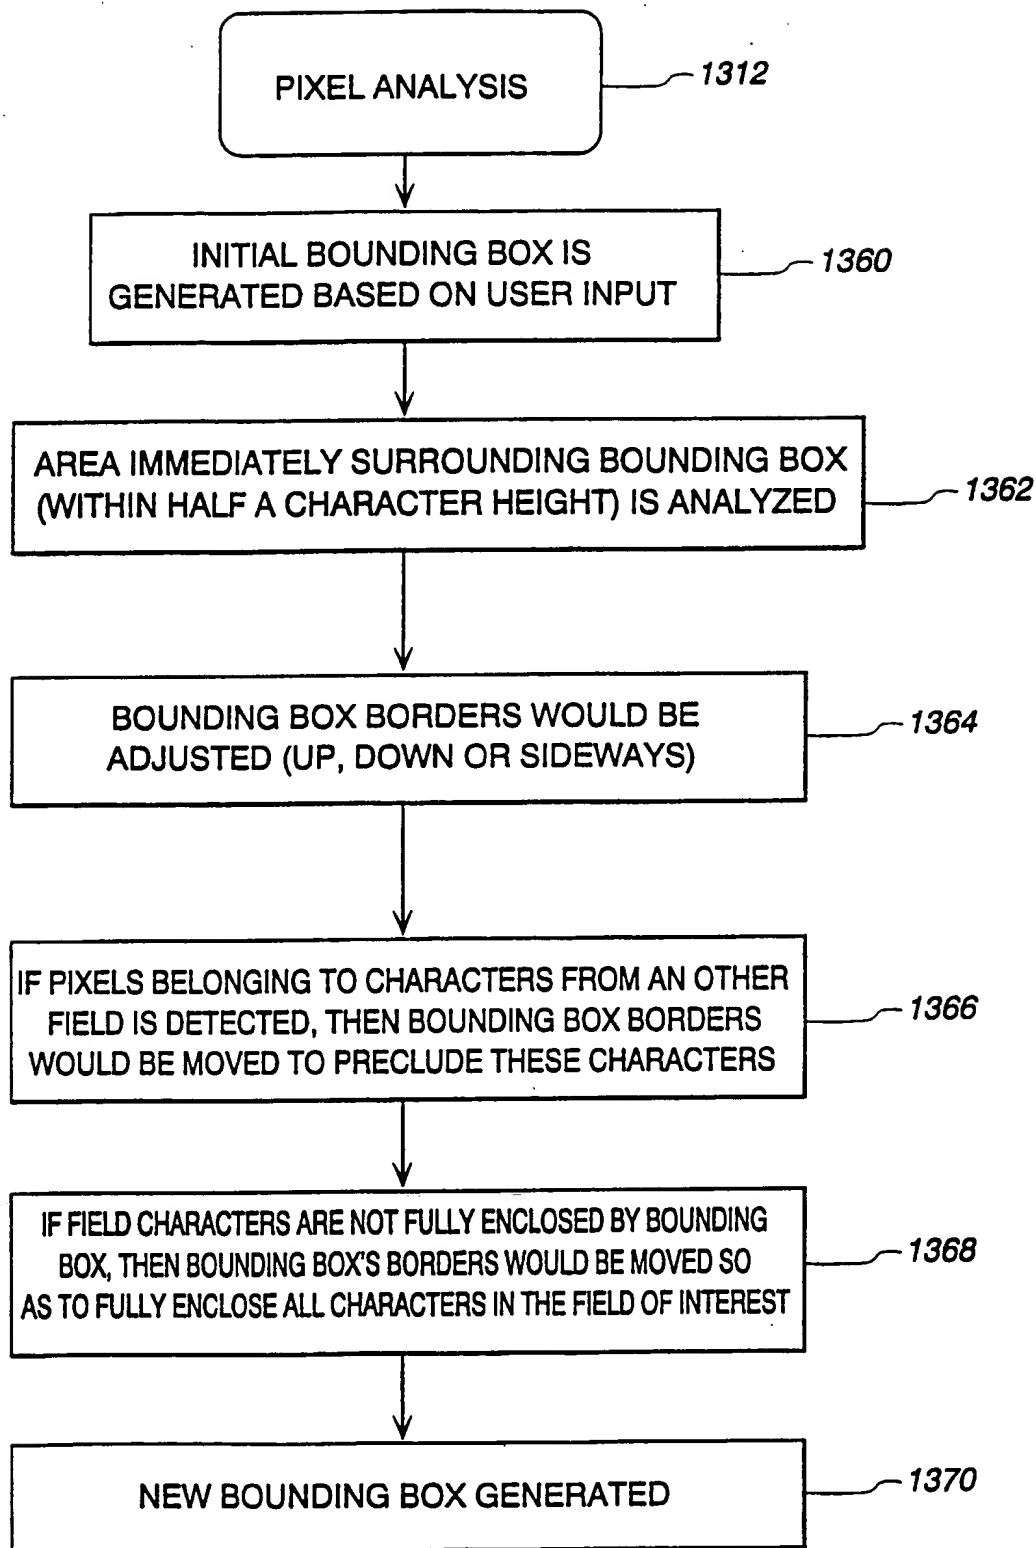 PIXEL ANALYSIS
1312
INITIAL BOUNDING BOX IS
GENERATED BASED ON USER INPUT
1360
AREA IMMEDIATELY SURROUNDING BOUNDING BOX
(WITHIN HALF A CHARACTER HEIGHT) IS ANALYZED
1362
BOUNDING BOX BORDERS WOULD BE
ADJUSTED (UP, DOWN OR SIDEWAYS)
1364
IF PIXELS BELONGING TO CHARACTERS FROM AN OTHER
FIELD IS DETECTED, THEN BOUNDING BOX BORDERS
WOULD BE MOVED TO PRECLUDE THESE CHARACTERS
1366
IF FIELD CHARACTERS ARE NOT FULLY ENCLOSED BY BOUNDING
BOX, THEN BOUNDING BOX'S BORDERS WOULD BE MOVED SO
AS TO FULLY ENCLOSE ALL CHARACTERS IN THE FIELD OF INTEREST
1368
NEW BOUNDING BOX GENERATED
1370